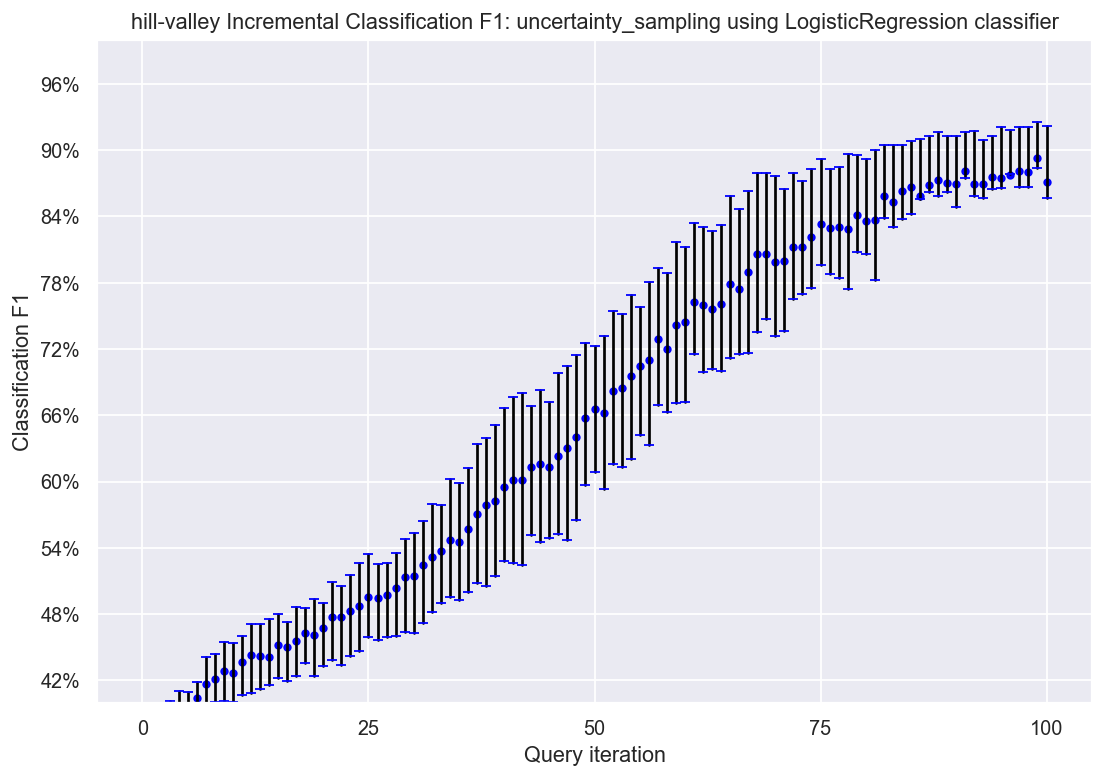 hill-valley Incremental Classification F1: uncertainty_sampling using LogisticRegression classifier
96%
90%
84%
78%
72%
66%
60%
54%
48%
42%
Classification F1
0 25 50 75 100
Query iteration